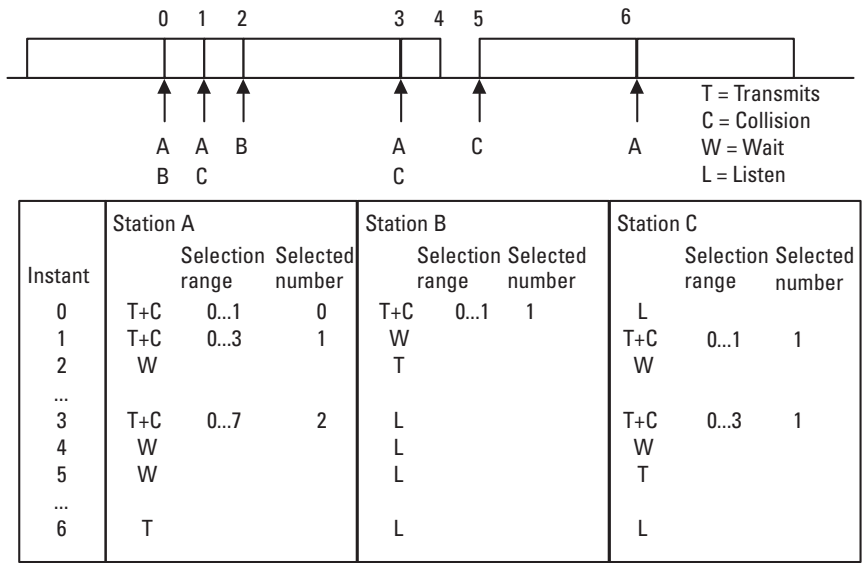 0 1 2 3 4 5 6
A A B A C A
B C C
T = Transmits
C = Collision
W = Wait
L = Listen
Station A Station B Station C
Selection Selected Selection Selected Selection Selected
Instant range number range number range number
0 T+C 0...1 0 T+C 0...1 1 L
1 T+C 0...3 1 W T+C 0...1 1
2 W T W
...
3 T+C 0...7 2 L T+C 0...3 1
4 W L W
5 W L T
...
6 T L L